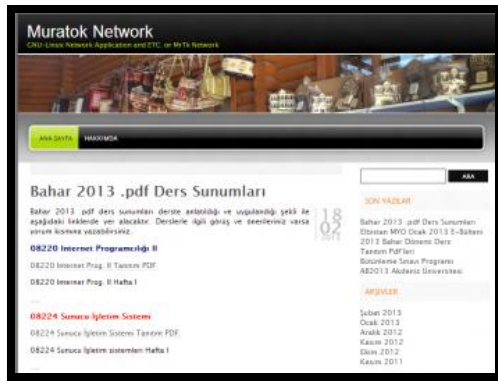 Muratok Network
GNU-Linux Network Application and ETC. or MrTk Network
ANA SAYFA
HAKKIMDA
ARA
Bahar 2013 .pdf Ders Sunumları
Bahar 2013 .pdf ders sunumları derste anlatıldığı ve uygulandığı şekli ile
aşağıdaki linklerde yer alacaktır. Derslerle ilgili görüş ve önerileriniz varsa
yorum kısmına yazabilirsiniz.
18
02
2013
08220 Internet Programcılığı II
08220 Internet Prog. II Tanıtım PDF
08220 Internet Prog. II Hafta I
....
08224 Sunucu İşletim Sistemi
08224 Sunucu İşletim Sistemi Tanıtım PDF.
08224 Sunucu İşletim sistemleri Hafta I
....
SON YAZILAR
Bahar 2013 .pdf Ders Sunumları
Elbistan MYO Ocak 2013 E-Bülteni
2013 Bahar Dönemi Ders
Tanıtım Pdf'leri
Bütünleme Sınavı Programı
AB2013 Akdeniz Üniversitesi
ARŞİVLER
Şubat 2013
Ocak 2013
Aralık 2012
Kasım 2012
Ekim 2012
Kasım 2011